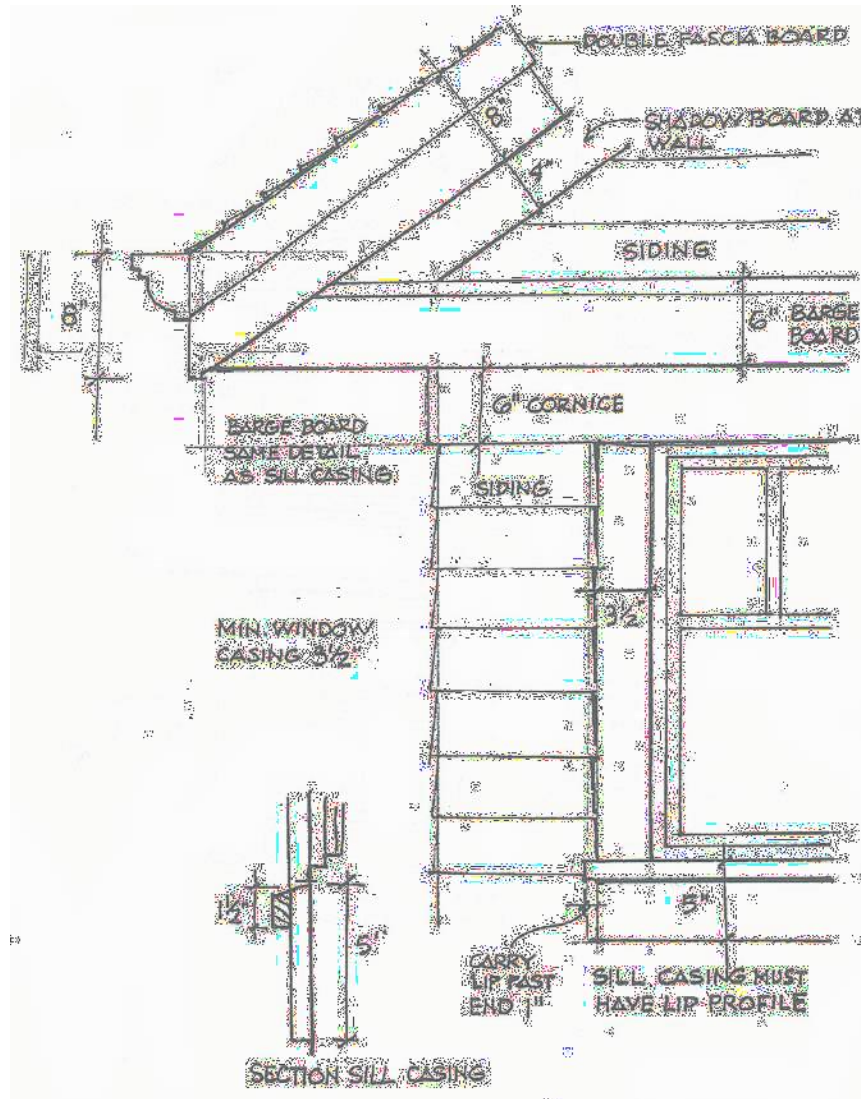 DOUBLE FASCIA BOARD
8"
SHADOW BOARD AT
WALL
4"
SIDING
8"
6" BARGE
BOARD
6" CORNICE
BARGE BOARD
SAME DETAIL
AS SILL CASING
SIDING
3½"
MIN. WINDOW
CASING 3½"
1½"
5"
5"
CARRY
LIP PAST
END 1"
SILL CASING MUST
HAVE LIP PROFILE
SECTION SILL CASING